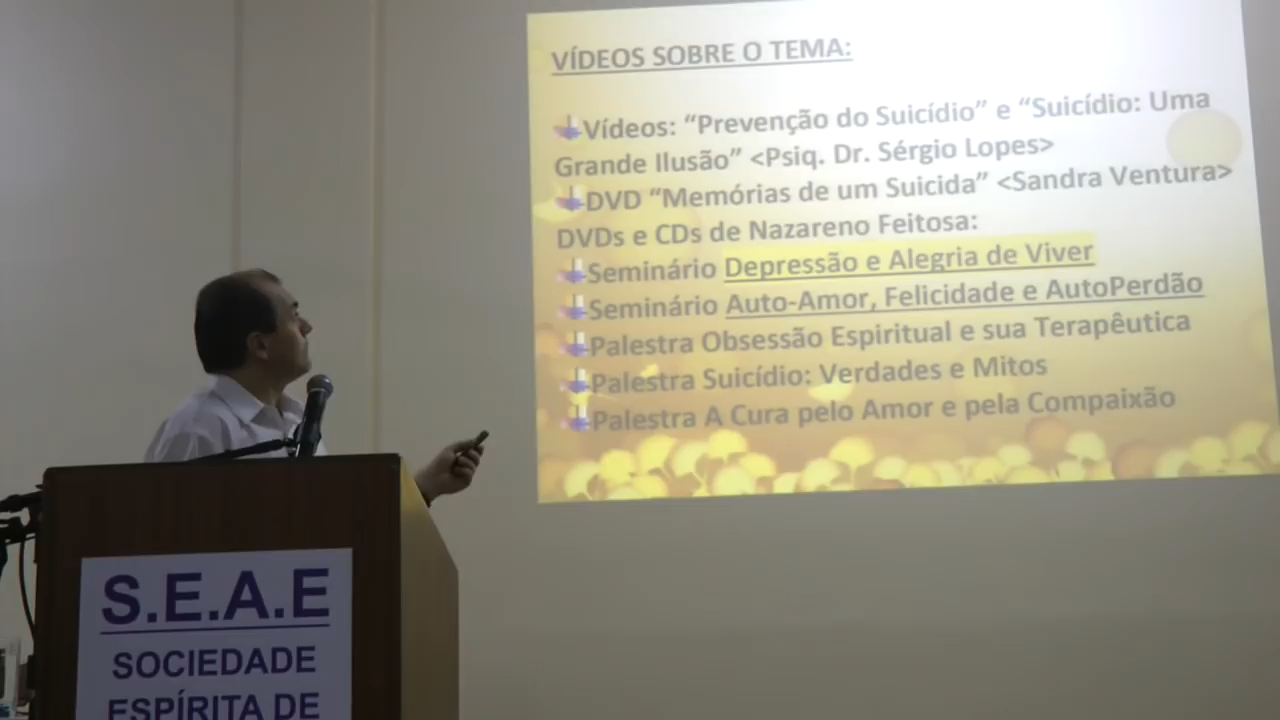 VÍDEOS SOBRE O TEMA:
Vídeos: “Prevenção do Suicídio” e “Suicídio: Uma
Grande Ilusão” <Psiq. Dr. Sérgio Lopes>
DVD “Memórias de um Suicida” <Sandra Ventura>
DVDs e CDs de Nazareno Feitosa:
Seminário Depressão e Alegria de Viver
Seminário Auto-Amor, Felicidade e AutoPerdão
Palestra Obsessão Espiritual e sua Terapêutica
Palestra Suicídio: Verdades e Mitos
Palestra A Cura pelo Amor e pela Compaixão
S.E.A.E
SOCIEDADE
ESPÍRITA DE